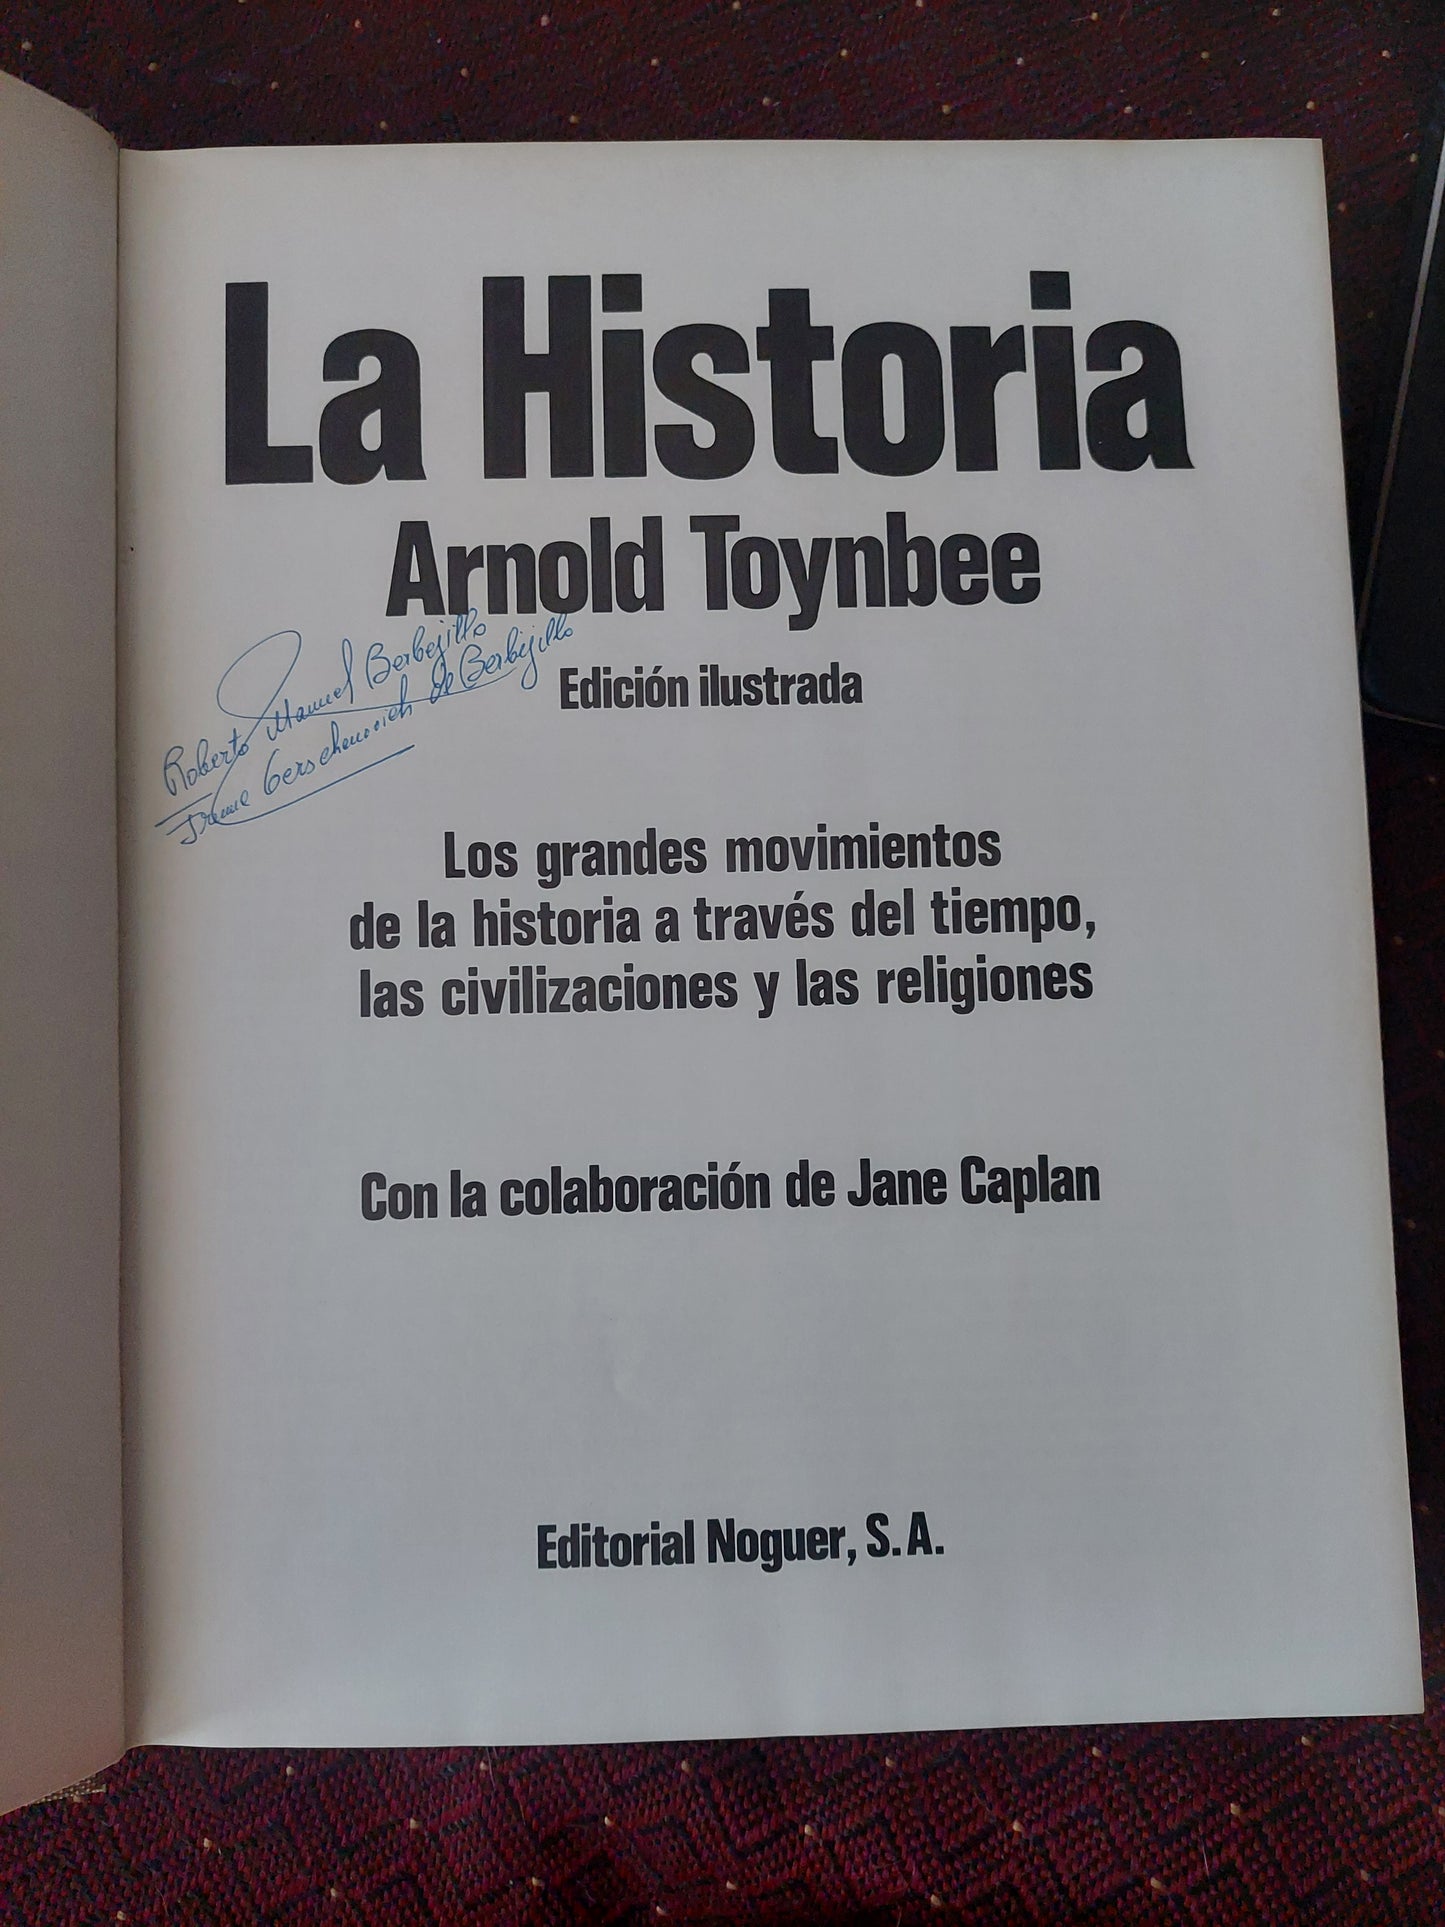 La Historia
Arnold Toynbee
Roberto Manuel Berbejillo
de Berbejillo
Edición ilustrada
Los grandes movimientos
de la historia a través del tiempo,
las civilizaciones y las religiones
Con la colaboración de Jane Caplan
Editorial Noguer, S.A.